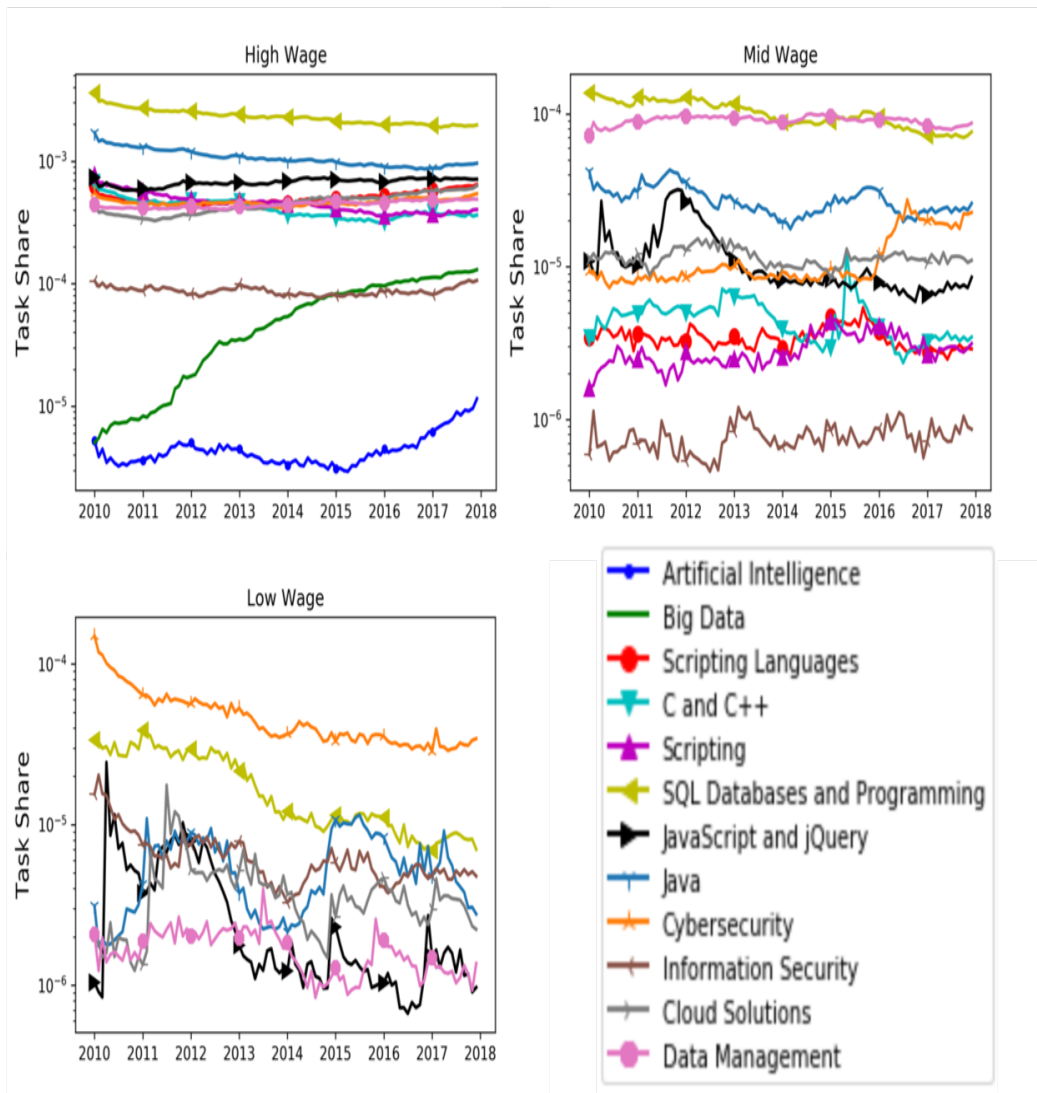 High Wage
Task Share
10⁻³
10⁻⁴
10⁻⁵
2010 2011 2012 2013 2014 2015 2016 2017 2018
Mid Wage
Task Share
10⁻⁴
10⁻⁵
10⁻⁶
2010 2011 2012 2013 2014 2015 2016 2017 2018
Low Wage
Task Share
10⁻⁴
10⁻⁵
10⁻⁶
2010 2011 2012 2013 2014 2015 2016 2017 2018
Artificial Intelligence
Big Data
Scripting Languages
C and C++
Scripting
SQL Databases and Programming
JavaScript and jQuery
Java
Cybersecurity
Information Security
Cloud Solutions
Data Management